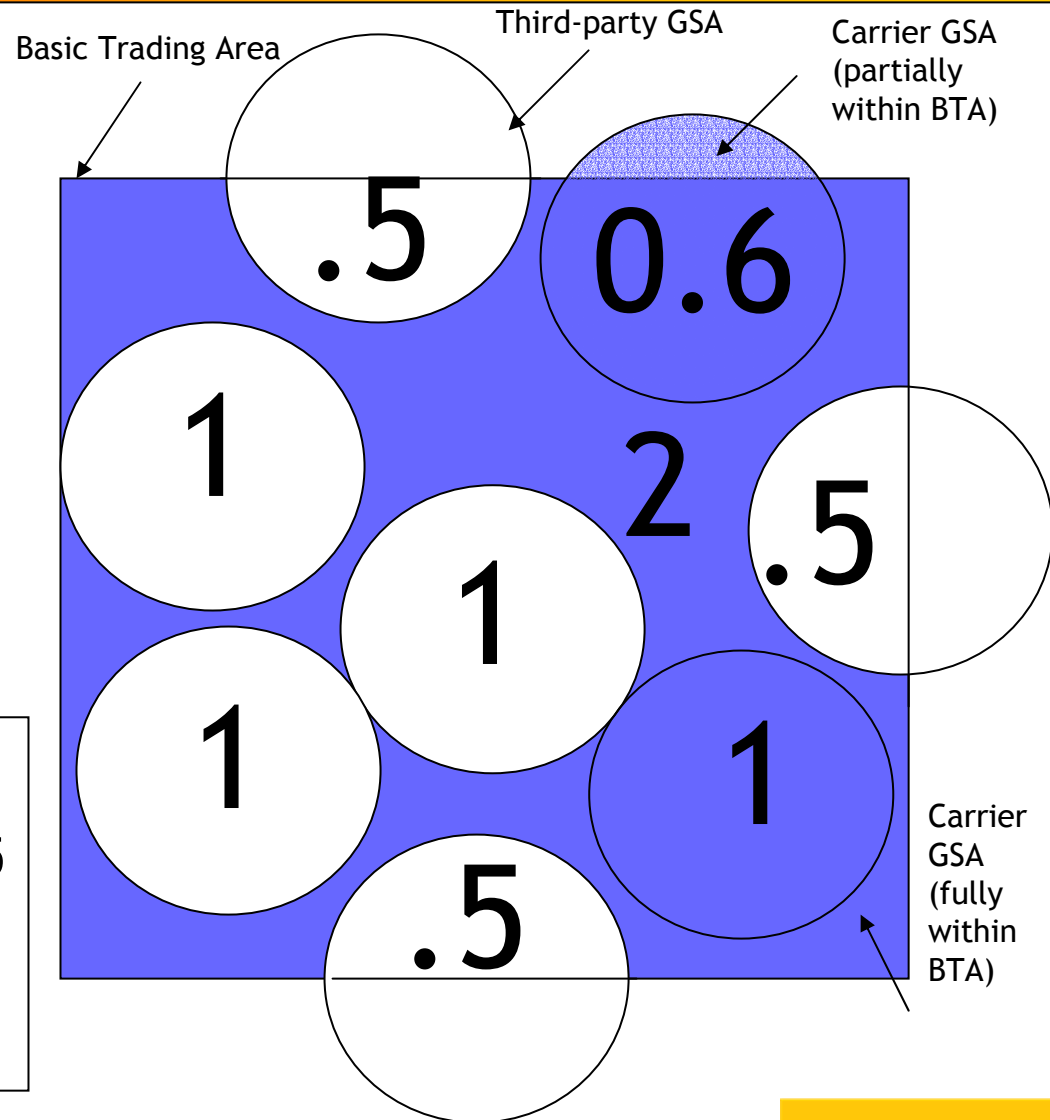 Basic Trading Area
Third-party GSA
Carrier GSA
(partially
within BTA)
.5
0.6
1
2
.5
1
1
1
.5
Carrier
GSA
(fully
within
BTA)